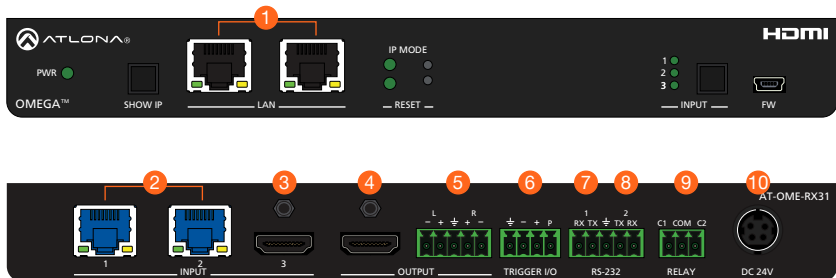 1
ATLONA®
HDMI
IP MODE
PWR
1
2
3
OMEGA™
SHOW IP
LAN
RESET
INPUT
FW
2
3
4
5
6
7
8
9
10
AT-OME-RX31
L R
- + ⏚ + -
⏚ - + P
1 2
RX TX ⏚ TX RX
C1 COM C2
1 2 3
INPUT
OUTPUT
TRIGGER I/O
RS-232
RELAY
DC 24V